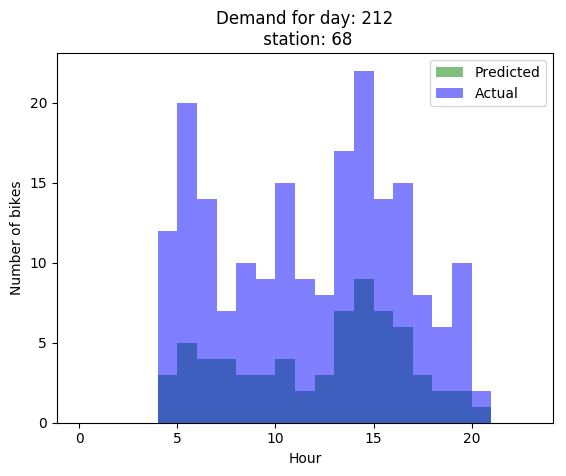 Demand for day: 212
station: 68
Predicted
Actual
Number of bikes
20
15
10
5
0
0
5
10
15
20
Hour